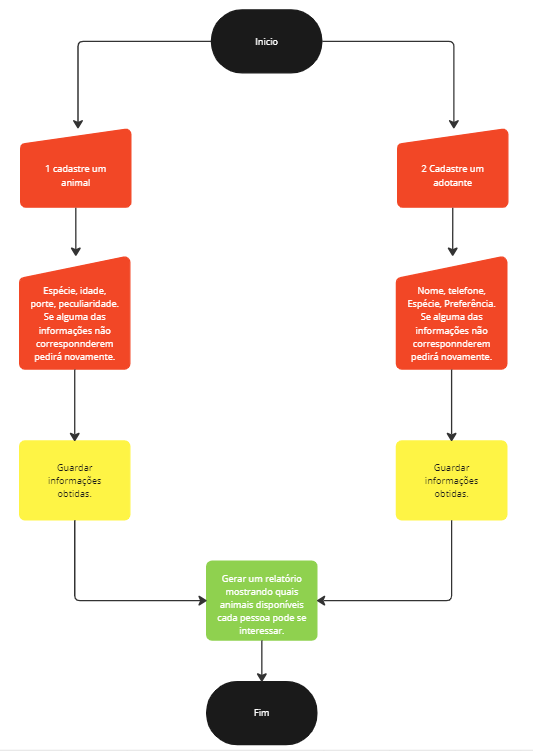 Inicio
1 cadastre um
animal
2 Cadastre um
adotante
Espécie, idade,
porte, peculiaridade.
Se alguma das
informações não
corresponnderem
pedirá novamente.
Nome, telefone,
Espécie, Preferência.
Se alguma das
informações não
corresponnderem
pedirá novamente.
Guardar
informações
obtidas.
Guardar
informações
obtidas.
Gerar um relatório
mostrando quais
animais disponíveis
cada pessoa pode se
interessar.
Fim